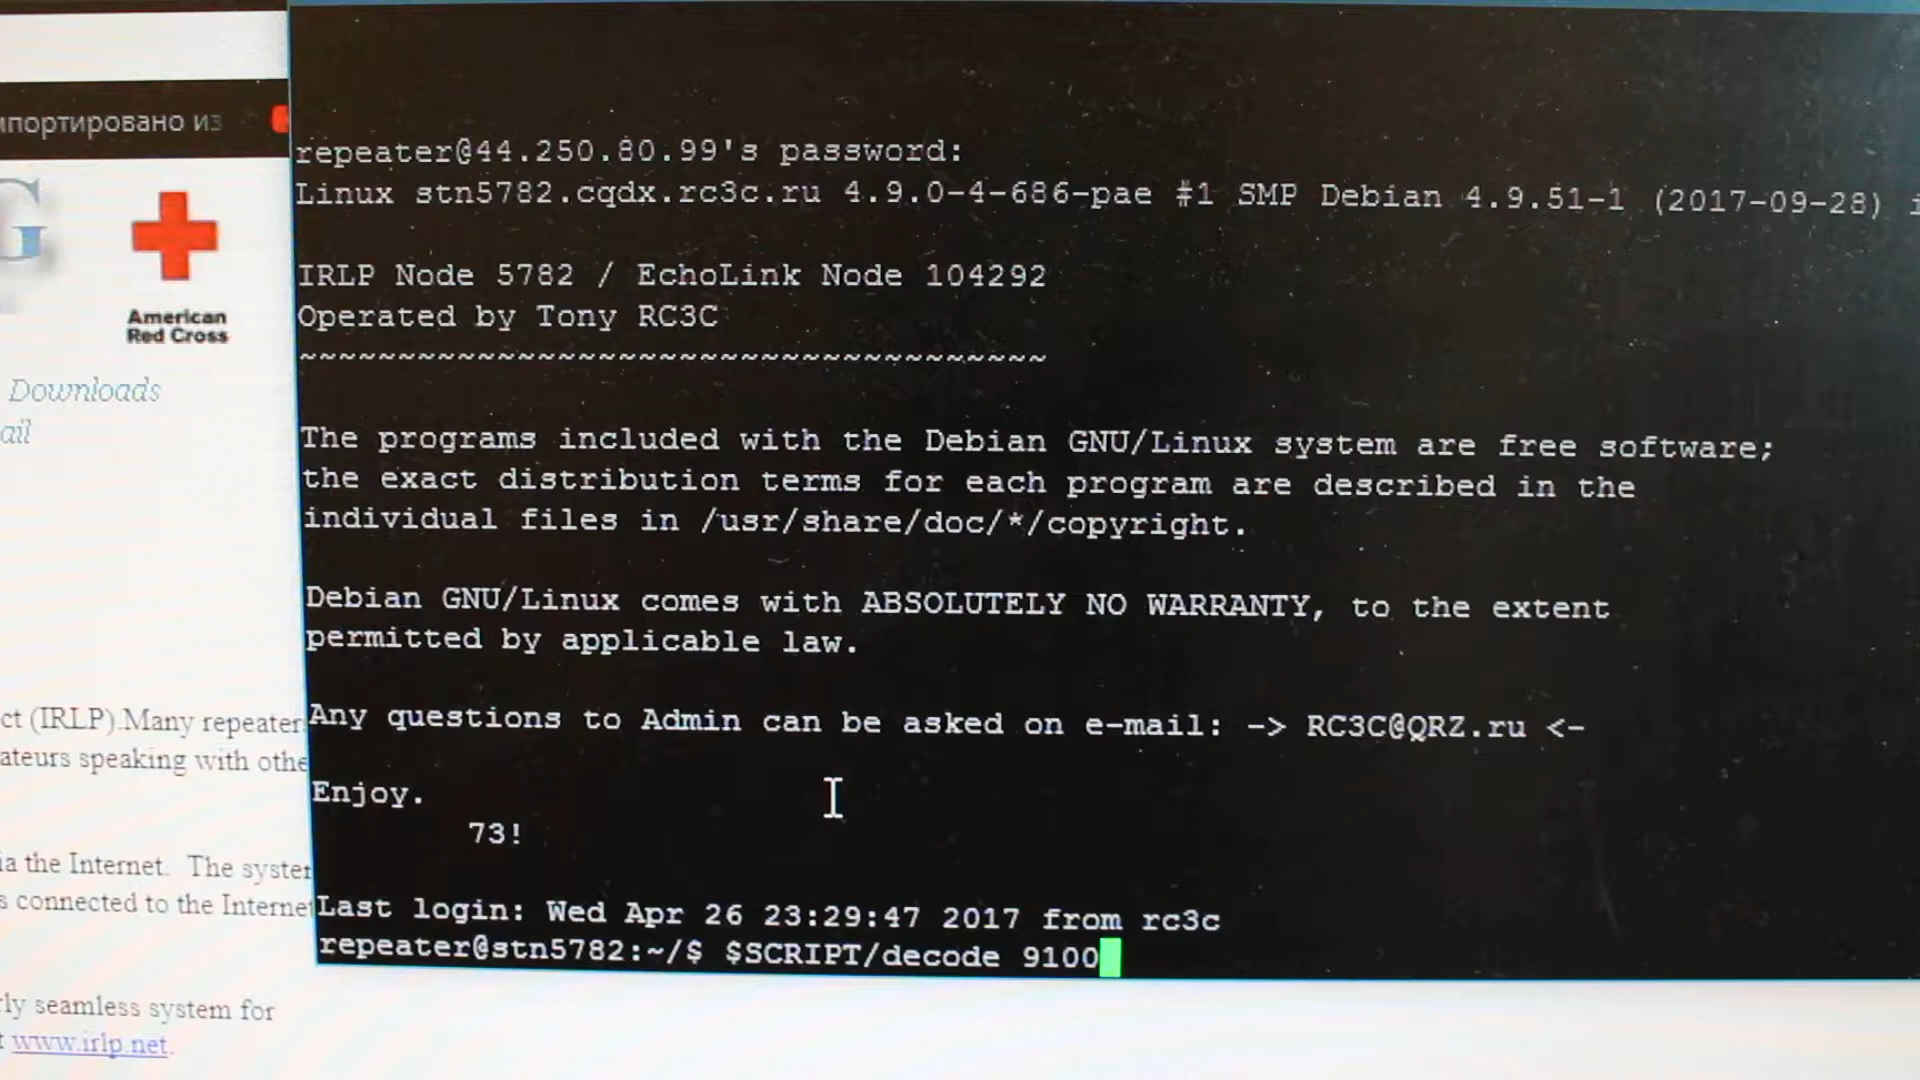 мпортировано из
G
American
Red Cross
Downloads
ail
ct (IRLP).Many repeater
ateurs speaking with othe
ia the Internet. The syster
s connected to the Internet
rly seamless system for
t www.irlp.net.
repeater@44.250.80.99's password:
Linux stn5782.cqdx.rc3c.ru 4.9.0-4-686-pae #1 SMP Debian 4.9.51-1 (2017-09-28) i
IRLP Node 5782 / EchoLink Node 104292
Operated by Tony RC3C
~~~~~~~~~~~~~~~~~~~~~~~~~~~~~~~~~~~~~
The programs included with the Debian GNU/Linux system are free software;
the exact distribution terms for each program are described in the
individual files in /usr/share/doc/*/copyright.
Debian GNU/Linux comes with ABSOLUTELY NO WARRANTY, to the extent
permitted by applicable law.
Any questions to Admin can be asked on e-mail: -> RC3C@QRZ.ru <-
Enjoy.
73!
Last login: Wed Apr 26 23:29:47 2017 from rc3c
repeater@stn5782:~/$ $SCRIPT/decode 9100